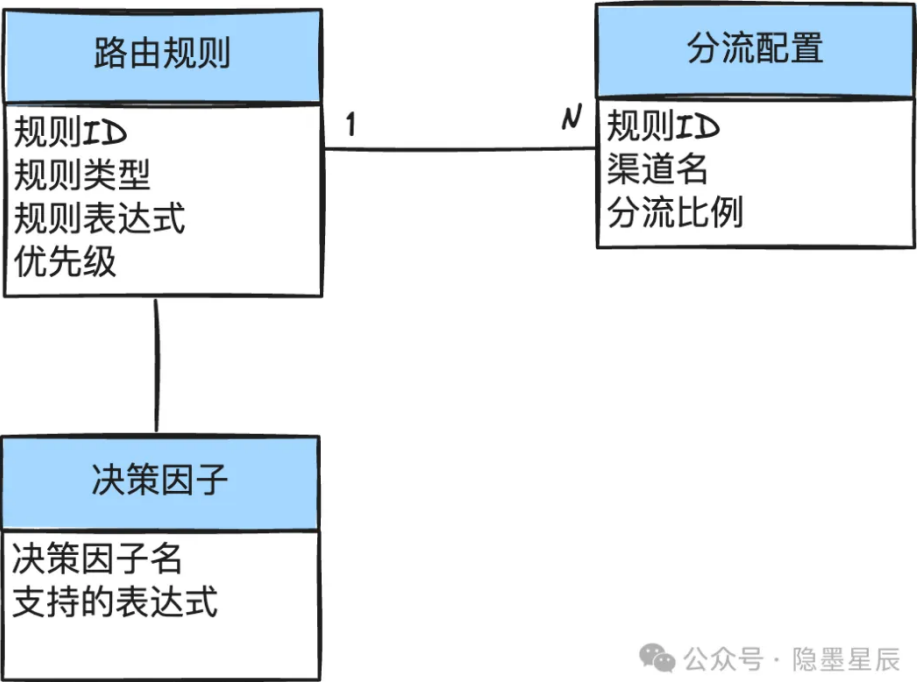 路由规则
规则ID
规则类型
规则表达式
优先级
1
N
分流配置
规则ID
渠道名
分流比例
决策因子
决策因子名
支持的表达式
公众号 · 隐墨星辰